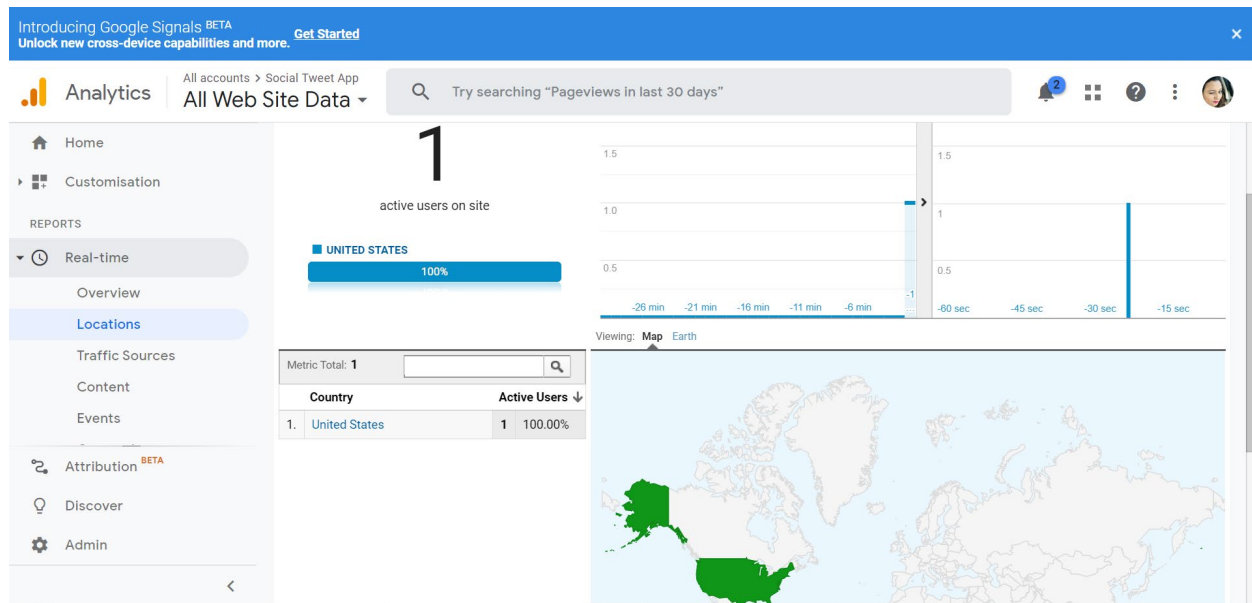 Introducing Google Signals BETA
Unlock new cross-device capabilities and more. Get Started
Analytics
All accounts > Social Tweet App
All Web Site Data
Try searching “Pageviews in last 30 days”
2
Home
Customisation
REPORTS
Real-time
Overview
Locations
Traffic Sources
Content
Events
Attribution BETA
Discover
Admin
1
active users on site
UNITED STATES
100%
1.5
1.0
0.5
-26 min -21 min -16 min -11 min -6 min -1
1.5
1
0.5
-60 sec -45 sec -30 sec -15 sec
Viewing: Map Earth
Metric Total: 1
Country Active Users
1. United States 1 100.00%